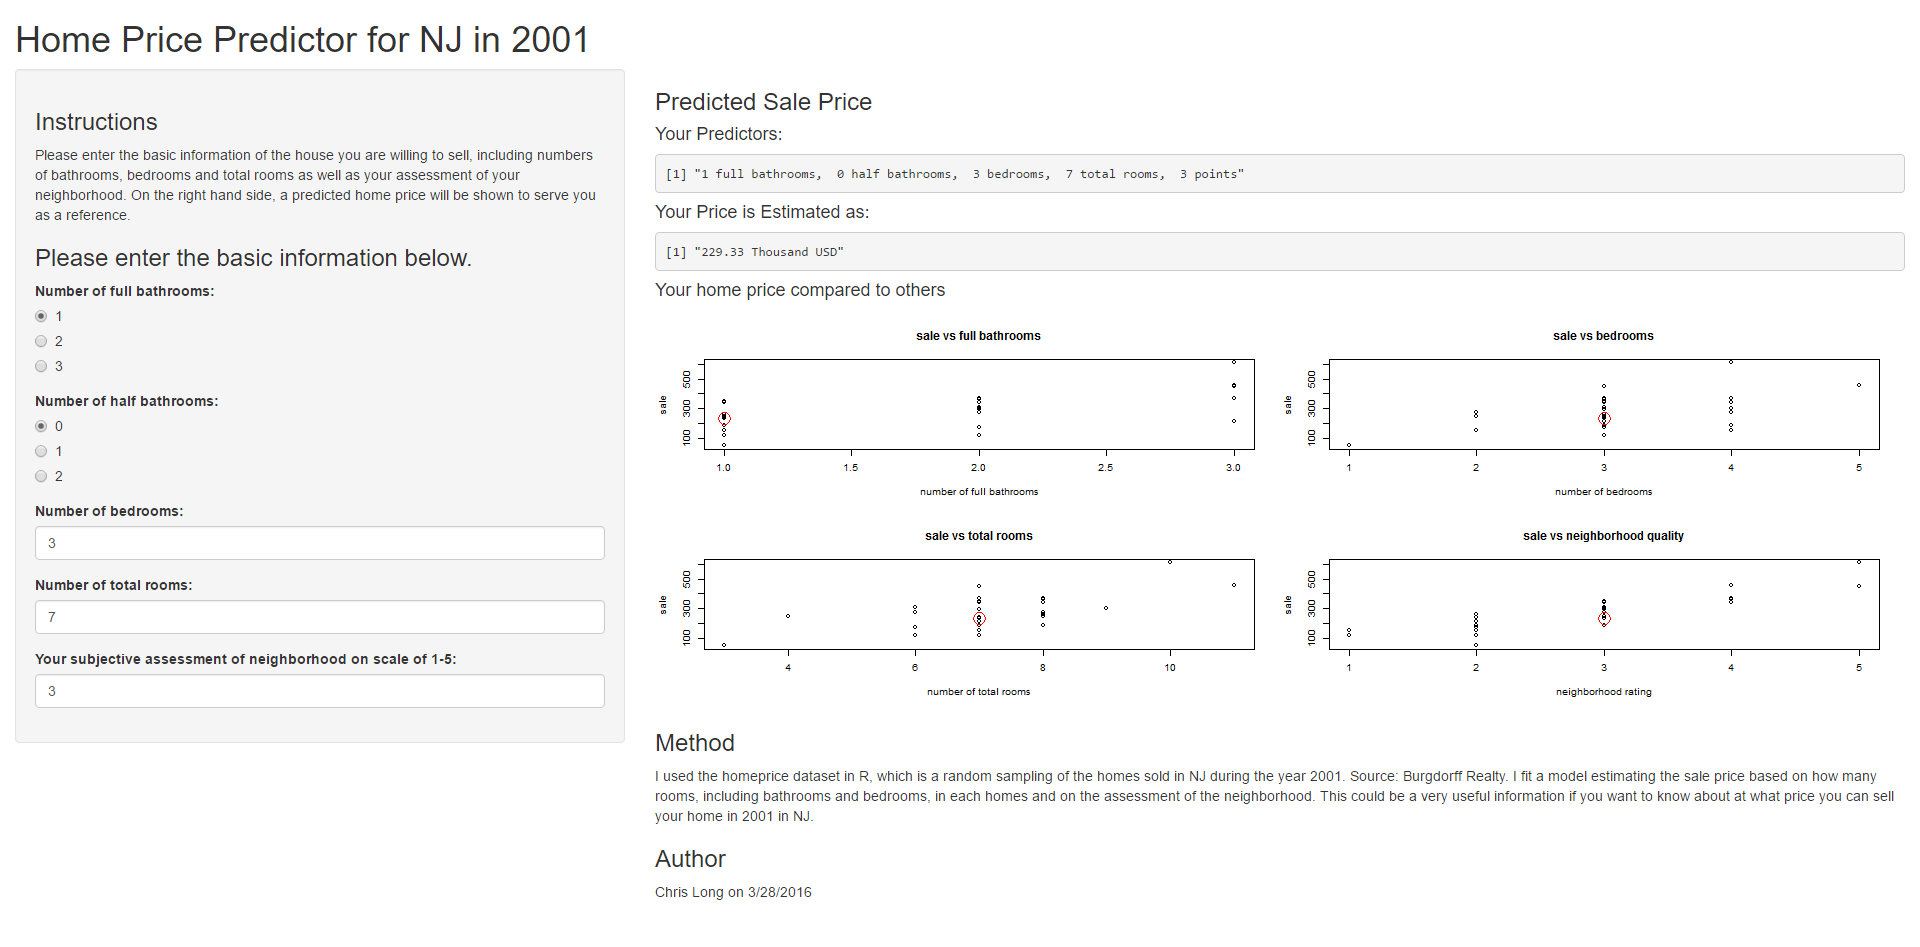 Home Price Predictor for NJ in 2001
Instructions
Please enter the basic information of the house you are willing to sell, including numbers
of bathrooms, bedrooms and total rooms as well as your assessment of your
neighborhood. On the right hand side, a predicted home price will be shown to serve you
as a reference.
Please enter the basic information below.
Number of full bathrooms:
1
2
3
Number of half bathrooms:
0
1
2
Number of bedrooms:
3
Number of total rooms:
7
Your subjective assessment of neighborhood on scale of 1-5:
3
Predicted Sale Price
Your Predictors:
[1] "1 full bathrooms,  0 half bathrooms,  3 bedrooms,  7 total rooms,  3 points"
Your Price is Estimated as:
[1] "229.33 Thousand USD"
Your home price compared to others
sale vs full bathrooms
sale
100 300 500
1.0 1.5 2.0 2.5 3.0
number of full bathrooms
sale vs bedrooms
sale
100 300 500
1 2 3 4 5
number of bedrooms
sale vs total rooms
sale
100 300 500
4 6 8 10
number of total rooms
sale vs neighborhood quality
sale
100 300 500
1 2 3 4 5
neighborhood rating
Method
I used the homeprice dataset in R, which is a random sampling of the homes sold in NJ during the year 2001. Source: Burgdorff Realty. I fit a model estimating the sale price based on how many
rooms, including bathrooms and bedrooms, in each homes and on the assessment of the neighborhood. This could be a very useful information if you want to know about at what price you can sell
your home in 2001 in NJ.
Author
Chris Long on 3/28/2016